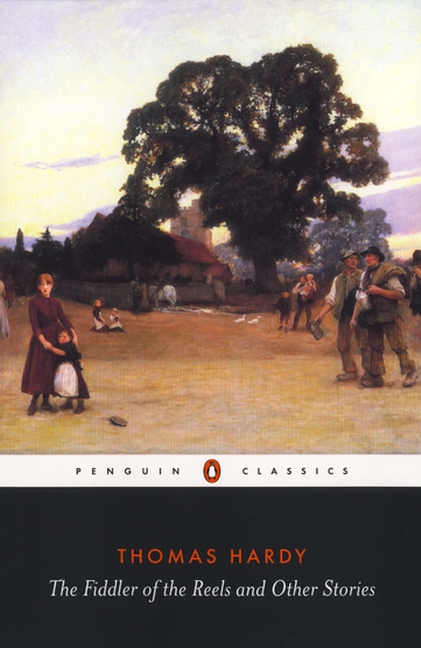 PENGUIN CLASSICS
THOMAS HARDY
The Fiddler of the Reels and Other Stories